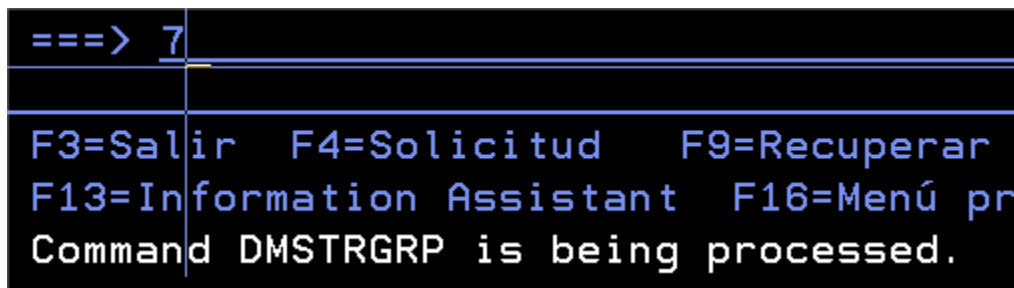 ===> 7
F3=Salir F4=Solicitud F9=Recuperar
F13=Information Assistant F16=Menú pr
Command DMSTRGRP is being processed.